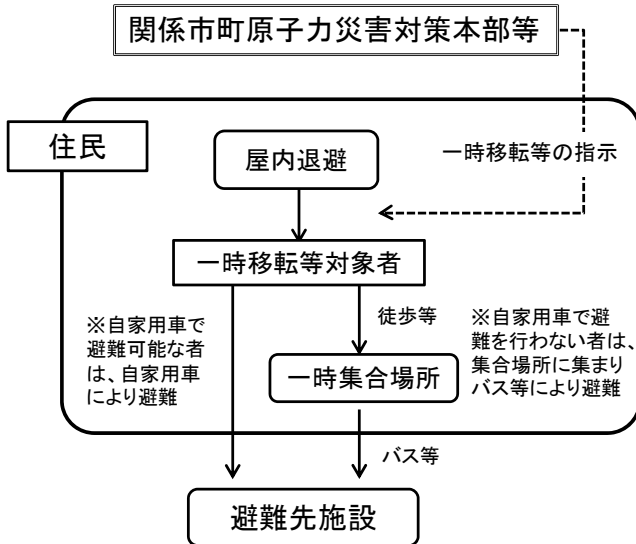 関係市町原子力災害対策本部等
住民
屋内退避
一時移転等の指示
一時移転等対象者
※自家用車で
避難可能な者
は、自家用車
により避難
徒歩等
※自家用車で避
難を行わない者は、
集合場所に集まり
バス等により避難
一時集合場所
バス等
避難先施設